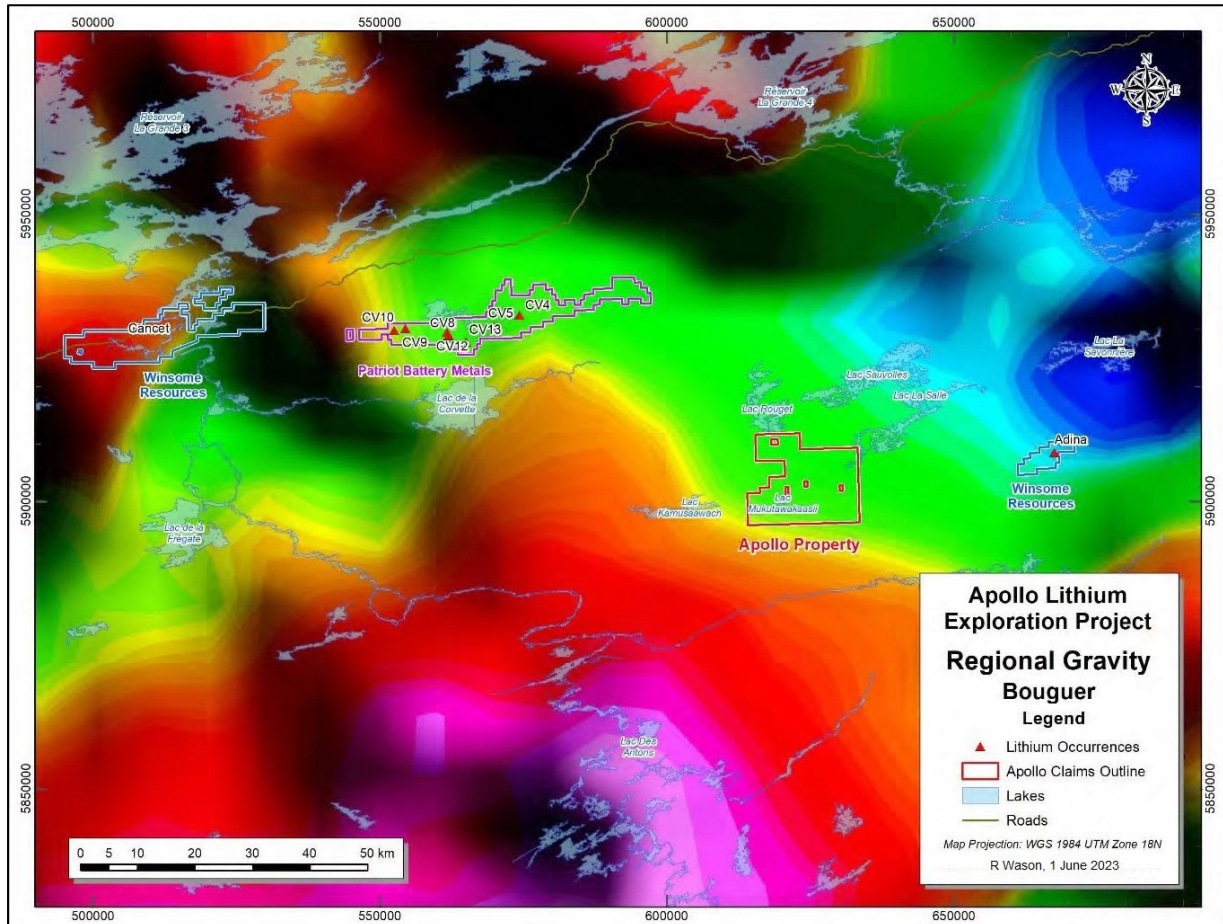 500000
550000
600000
650000
Réservoir
La Grande 3
Réservoir
La Grande 4
N
W
E
S
5950000
5950000
CV4
CV5
CV10
CV8
CV13
CV9
CV12
Cancet
Winsome
Resources
Patriot Battery Metals
Lac de la
Corvette
Lac La
Savonnière
Lac Sauvolles
Lac La Salle
Lac Rouget
Adina
Winsome
Resources
5900000
5900000
Lac
Kamusaawach
Lac
Mukutawakaasii
Apollo Property
Lac de la
Frégate
Lac Des
Antons
5850000
5850000
Apollo Lithium
Exploration Project
Regional Gravity
Bouguer
Legend
Lithium Occurrences
Apollo Claims Outline
Lakes
Roads
Map Projection: WGS 1984 UTM Zone 18N
R Wason, 1 June 2023
0 5 10 20 30 40 50 km
500000
550000
600000
650000